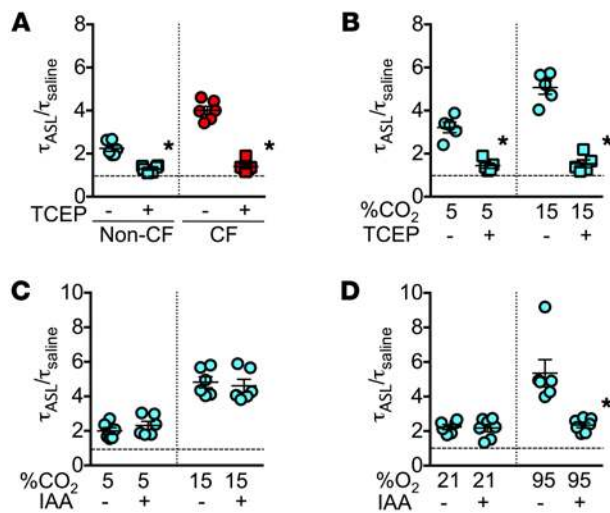 A
τASL/τsaline
8
6
4
2
0
* *
TCEP - + - +
Non-CF CF
B
τASL/τsaline
8
6
4
2
0
* *
%CO2 5 5 15 15
TCEP - + - +
C
τASL/τsaline
10
8
6
4
2
0
%CO2 5 5 15 15
IAA - + - +
D
τASL/τsaline
10
8
6
4
2
0
*
%O2 21 21 95 95
IAA - + - +